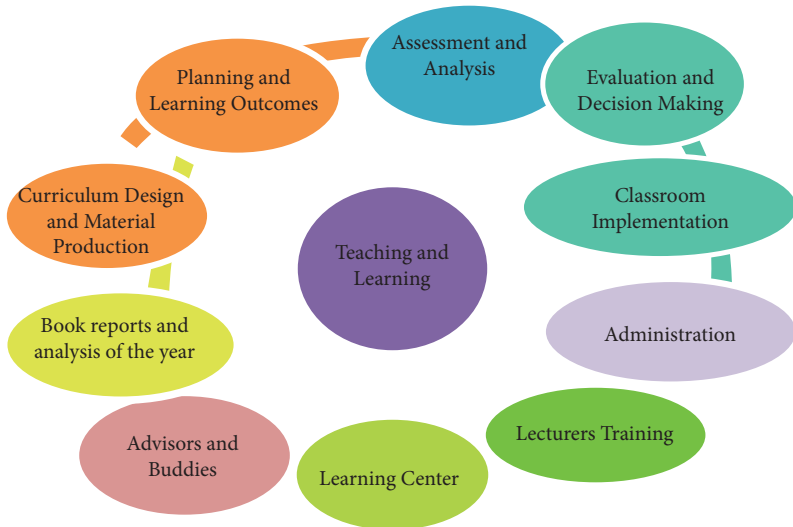 Assessment and
Analysis
Evaluation and
Decision Making
Classroom
Implementation
Administration
Lecturers Training
Learning Center
Advisors and
Buddies
Book reports and
analysis of the year
Curriculum Design
and Material
Production
Planning and
Learning Outcomes
Teaching and
Learning